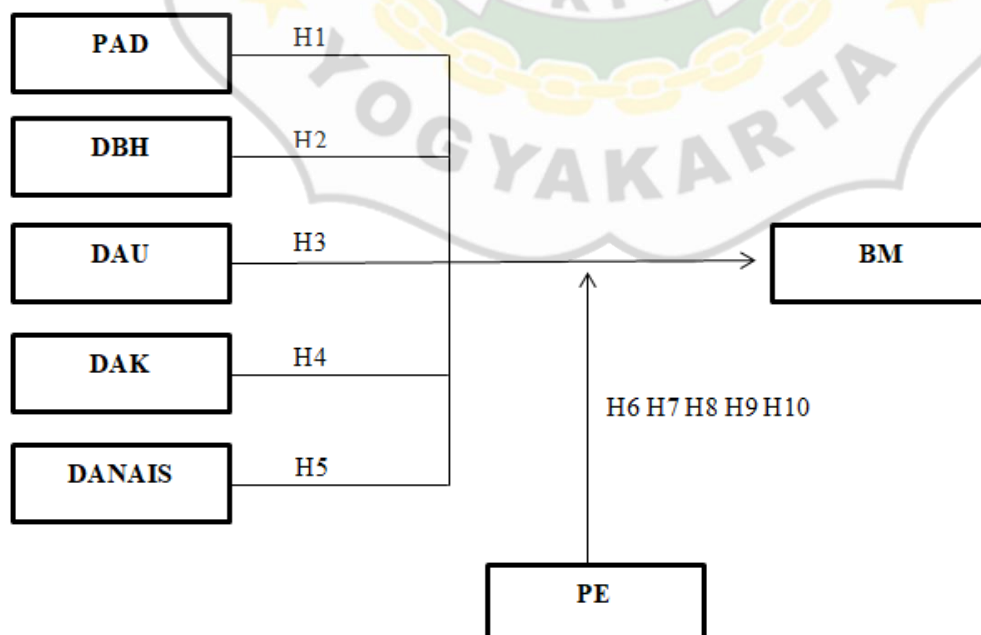 PAD
H1
YOGYAKARTA
DBH
H2
DAU
H3
BM
DAK
H4
H6 H7 H8 H9 H10
DANAIS
H5
PE